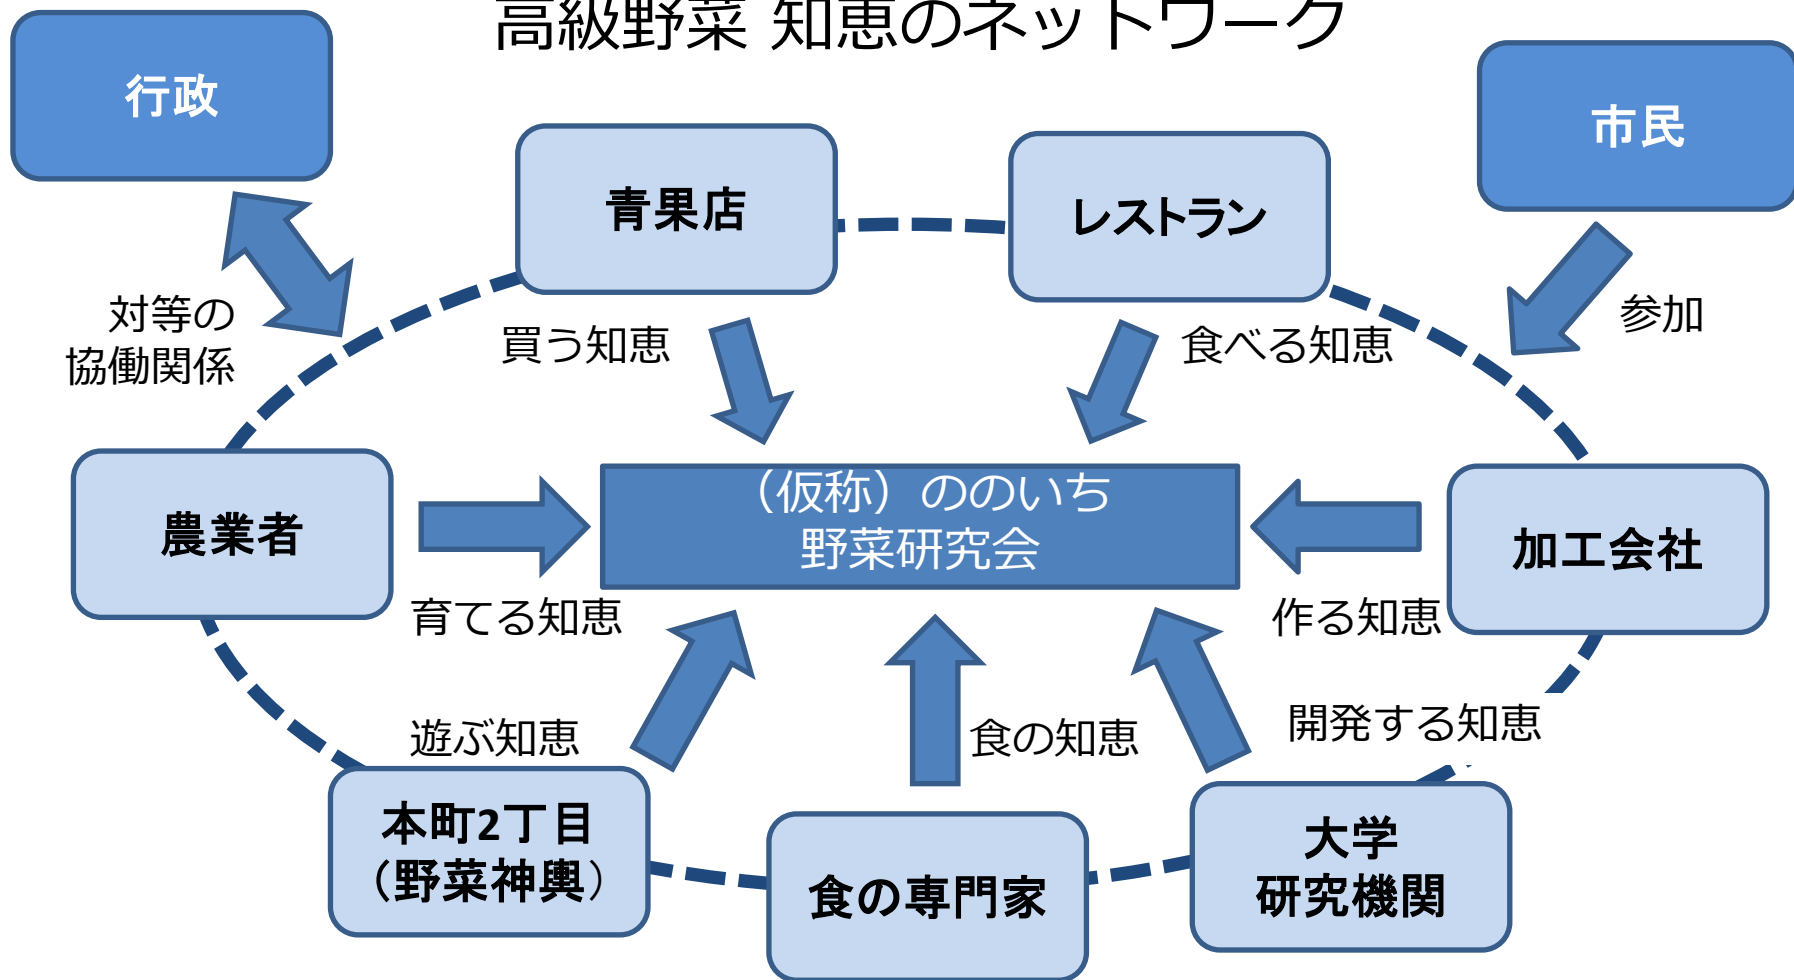 高級野菜 知恵のネットワーク
行政
市民
青果店
レストラン
対等の
協働関係
買う知恵
食べる知恵
参加
農業者
（仮称）ののいち
野菜研究会
加工会社
育てる知恵
作る知恵
遊ぶ知恵
食の知恵
開発する知恵
本町2丁目
（野菜神輿）
食の専門家
大学
研究機関